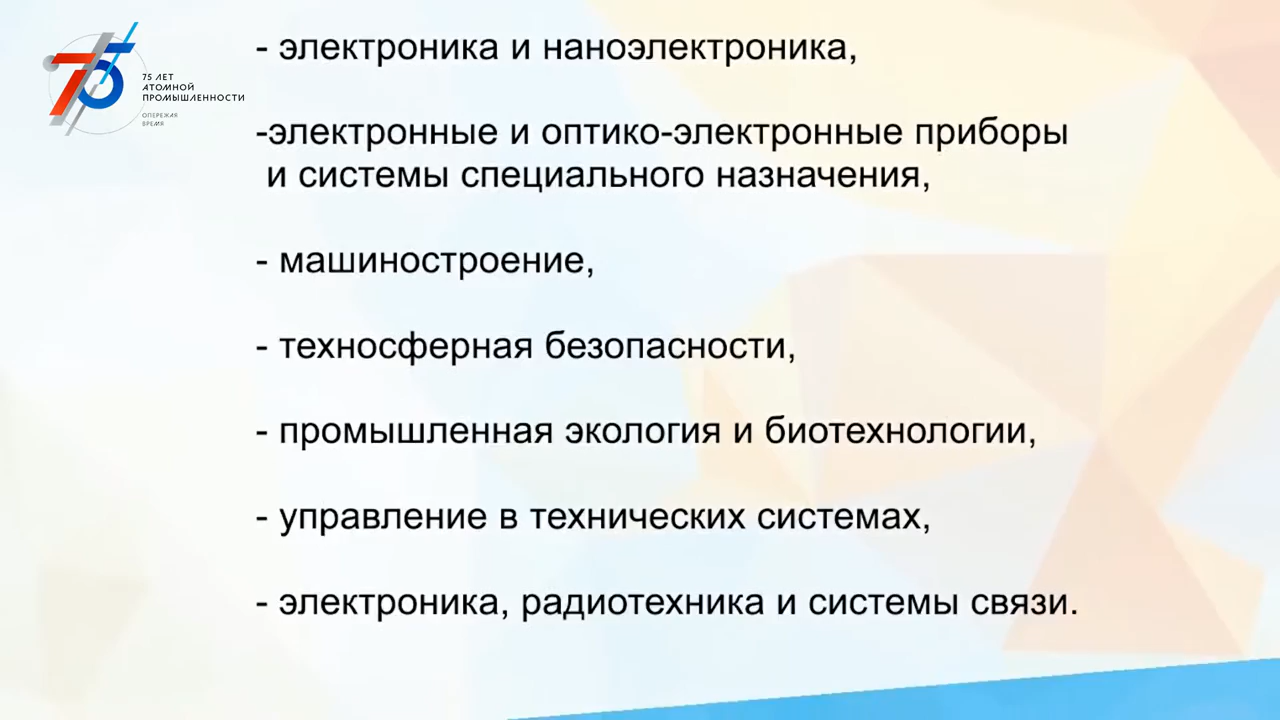 75
75 ЛЕТ
АТОМНОЙ
ПРОМЫШЛЕННОСТИ
ОПЕРЕЖАЯ
ВРЕМЯ
- электроника и наноэлектроника,
-электронные и оптико-электронные приборы
и системы специального назначения,
- машиностроение,
- техносферная безопасности,
- промышленная экология и биотехнологии,
- управление в технических системах,
- электроника, радиотехника и системы связи.